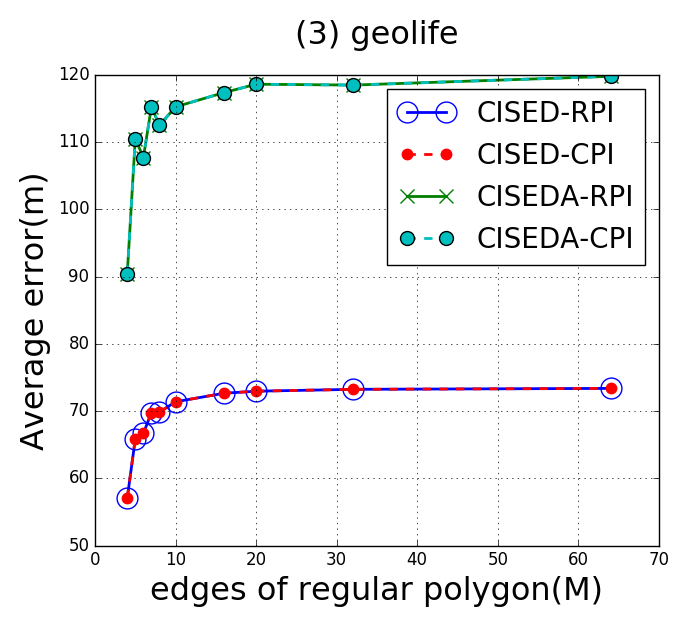 (3) geolife
120
110
100
90
80
70
60
50
Average error(m)
CISED-RPI
CISED-CPI
CISEDA-RPI
CISEDA-CPI
0 10 20 30 40 50 60 70
edges of regular polygon(M)